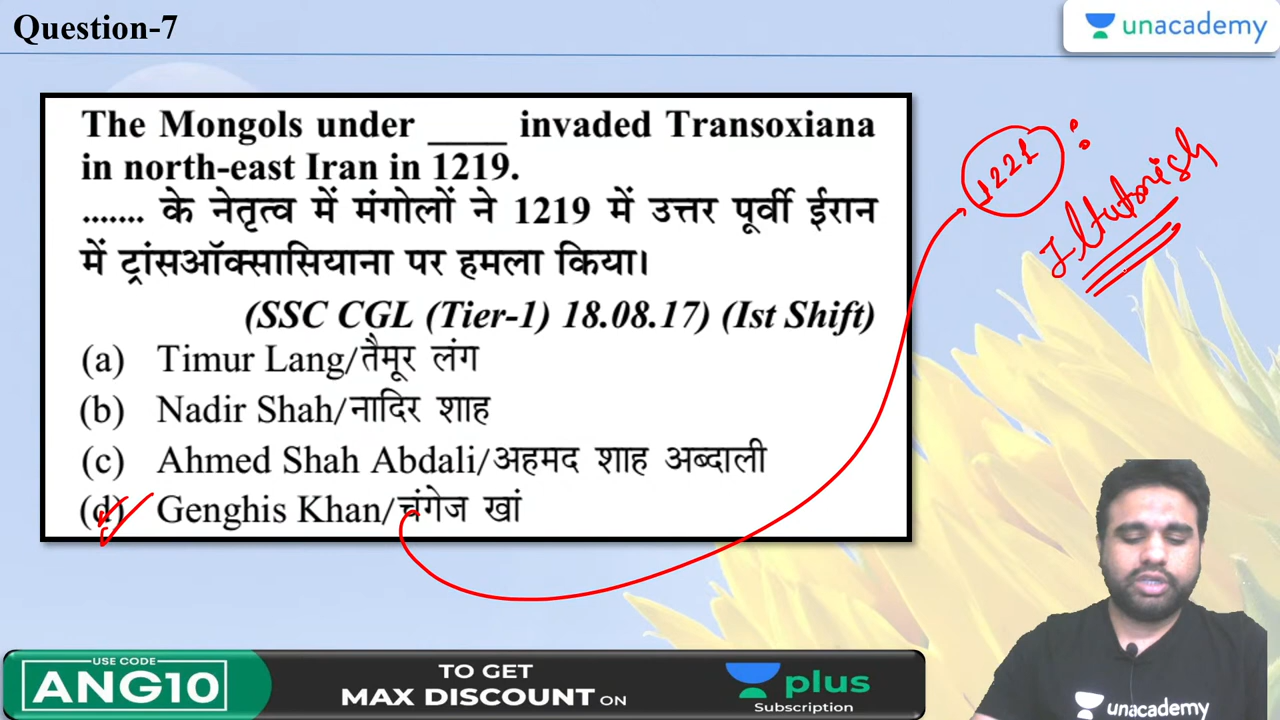 Question-7
unacademy
The Mongols under ____ invaded Transoxiana
in north-east Iran in 1219.
....... के नेतृत्व में मंगोलों ने 1219 में उत्तर पूर्वी ईरान
में ट्रांसऑक्सासियाना पर हमला किया।
(SSC CGL (Tier-1) 18.08.17) (Ist Shift)
(a) Timur Lang/तैमूर लंग
(b) Nadir Shah/नादिर शाह
(c) Ahmed Shah Abdali/अहमद शाह अब्दाली
(d) Genghis Khan/चंगेज खां
1221 :
Iltutmish
USE CODE
ANG10
TO GET
MAX DISCOUNT ON
plus
Subscription
unacademy